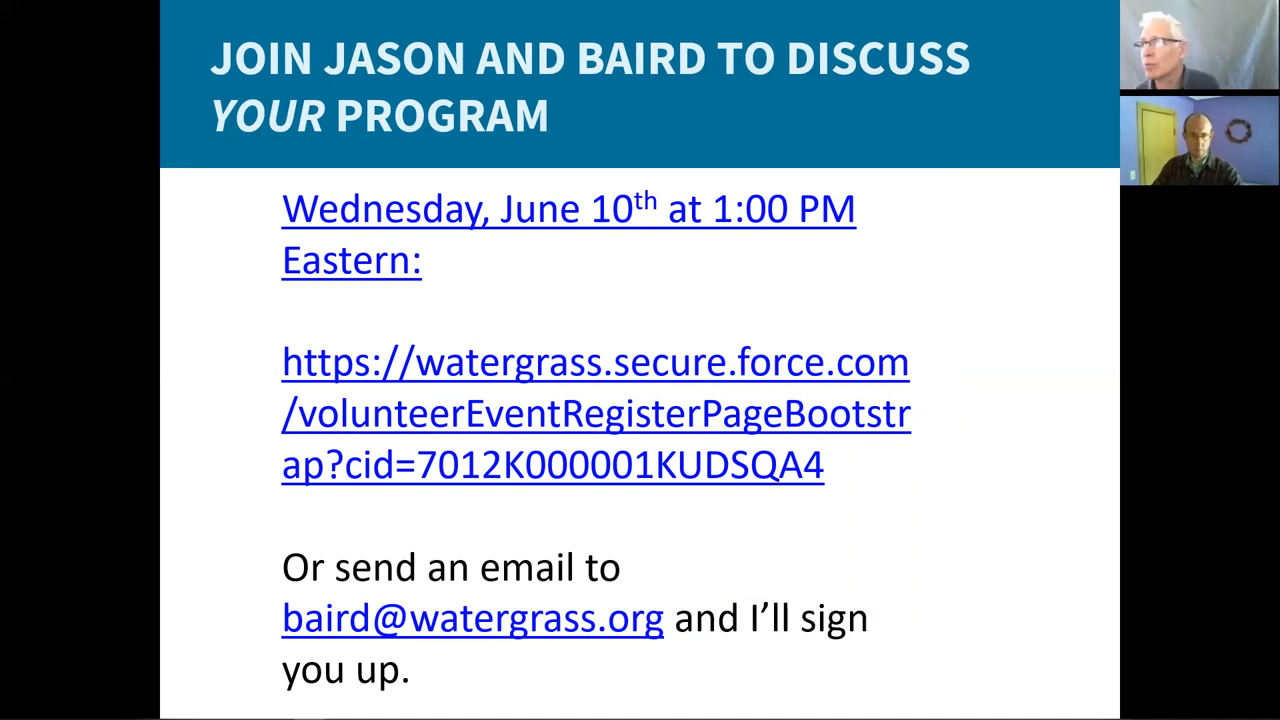 JOIN JASON AND BAIRD TO DISCUSS
YOUR PROGRAM
Wednesday, June 10th at 1:00 PM
Eastern:
https://watergrass.secure.force.com
/volunteerEventRegisterPageBootstr
ap?cid=7012K000001KUDSQA4
Or send an email to
baird@watergrass.org and I’ll sign
you up.